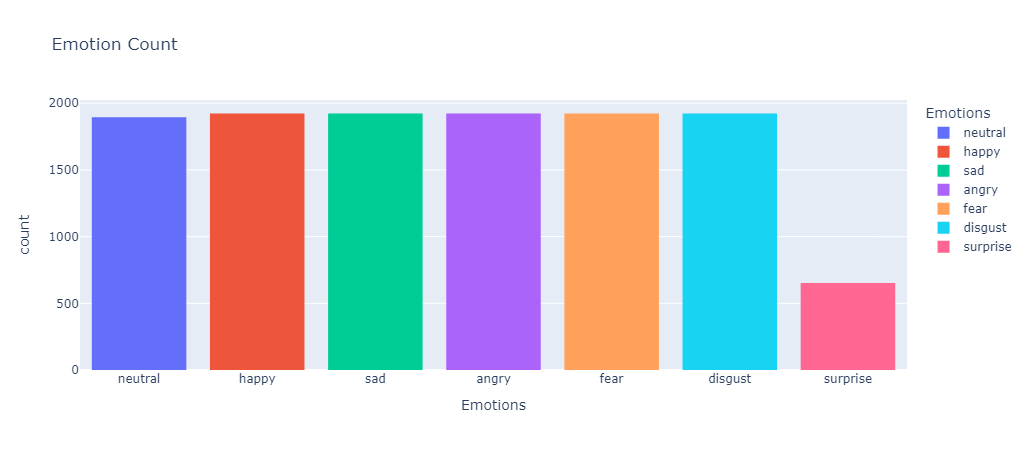 Emotion Count
2000
1500
1000
500
0
count
neutral
happy
sad
angry
fear
disgust
surprise
Emotions
Emotions
neutral
happy
sad
angry
fear
disgust
surprise